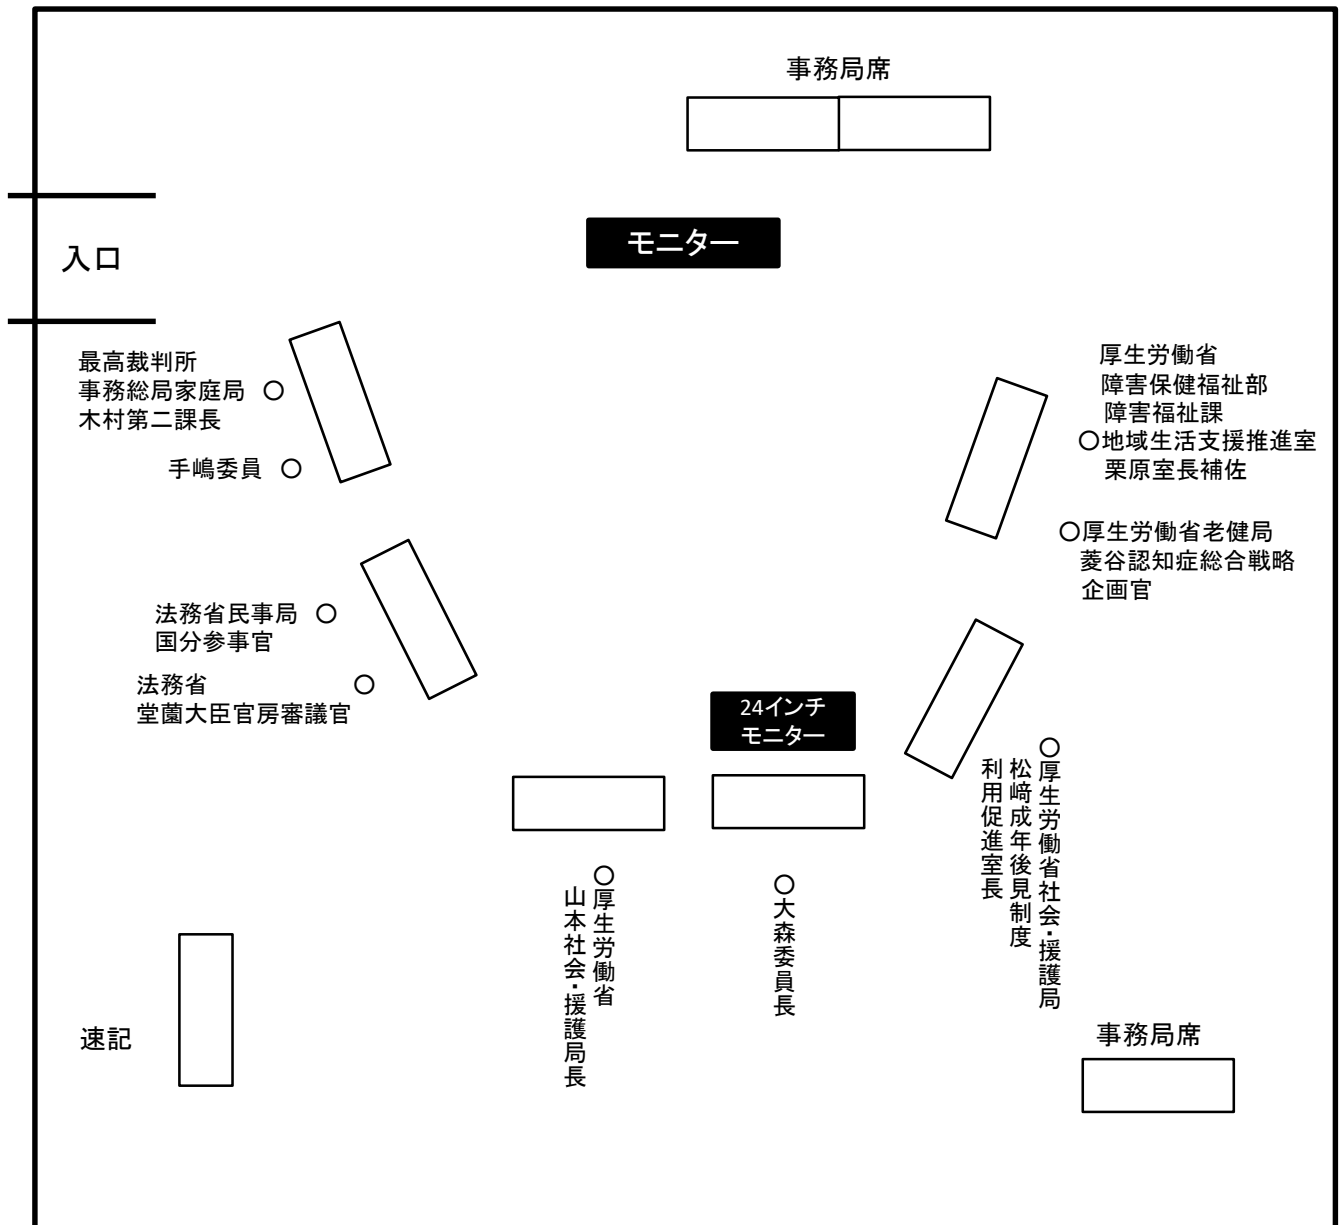 事務局席
モニター
入口
最高裁判所
事務総局家庭局 ○
木村第二課長
手嶋委員 ○
法務省民事局 ○
国分参事官
法務省 ○
堂薗大臣官房審議官
厚生労働省
障害保健福祉部
障害福祉課
○地域生活支援推進室
栗原室長補佐
○厚生労働省老健局
菱谷認知症総合戦略
企画官
24インチ
モニター
○厚生労働省社会・援護局
松﨑成年後見制度
利用促進室長
○大森委員長
○厚生労働省
山本社会・援護局長
速記
事務局席